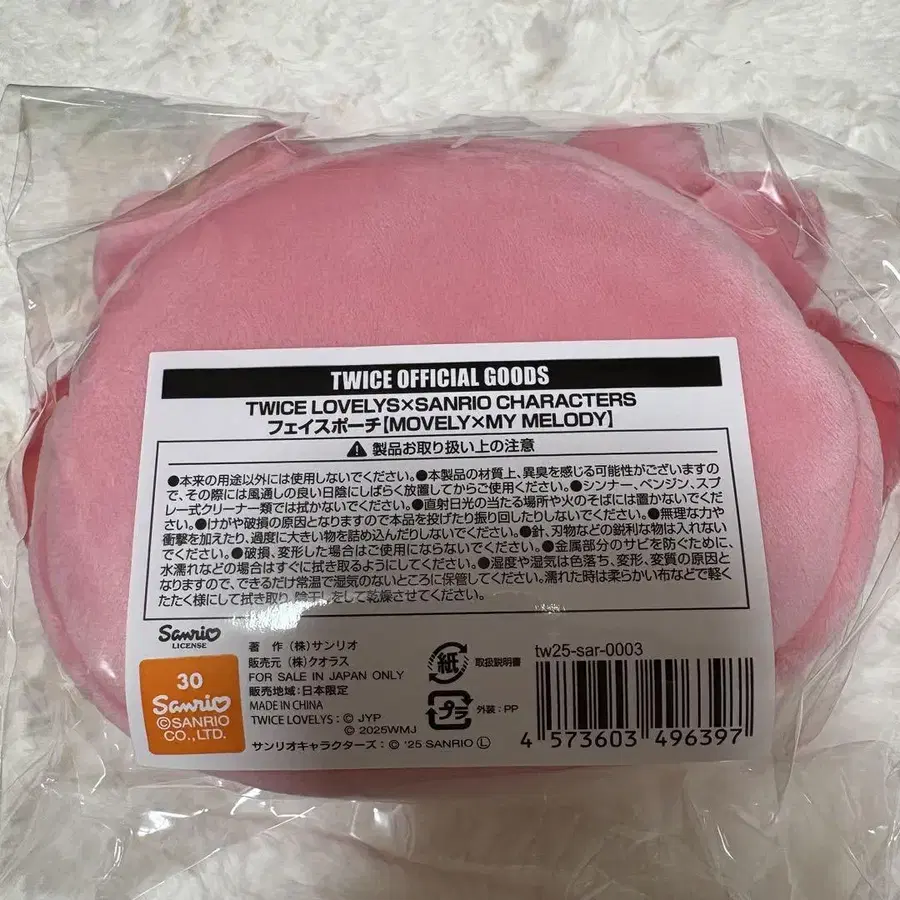 TWICE OFFICIAL GOODS
TWICE LOVELYS×SANRIO CHARACTERS
フェイスポーチ【MOVELY×MY MELODY】
⚠ 製品お取り扱い上の注意
●本来の用途以外には使用しないでください。●本製品の材質上、異臭を感じる可能性がございますの
で、その際には風通しの良い日陰にしばらく放置してからご使用ください。●シンナー、ベンジン、スプ
レー式クリーナー類では拭かないでください。●直射日光の当たる場所や火のそばには置かないでくだ
さい。●けがや破損の原因となりますので本品を投げたり振り回したりしないでください。●無理な力や
衝撃を加えたり、過度に大きい物を詰め込んだりしないでください。●針、刃物などの鋭利な物は入れない
でください。●破損、変形した場合はご使用にならないでください。●金属部分のサビを防ぐために、
水濡れなどの場合はすぐに拭き取るようにしてください。●湿度や湿気は色落ち、変形、変質の原因と
なりますので、できるだけ常温で湿気のないところに保管してください。濡れた時は柔らかい布などで軽く
たたく様にして拭き取り、陰干しをして乾燥させてください。
Sanrio
LICENSE
30
Sanrio
©SANRIO
CO.,LTD.
著 作 (株)サンリオ
販売元 (株)クオラス
FOR SALE IN JAPAN ONLY
販売地域:日本限定
MADE IN CHINA
TWICE LOVELYS:© JYP
© 2025WMJ
サンリオキャラクターズ:© '25 SANRIO Ⓛ
紙 取扱説明書
プラ 外装:PP
tw25-sar-0003
4 573603 496397